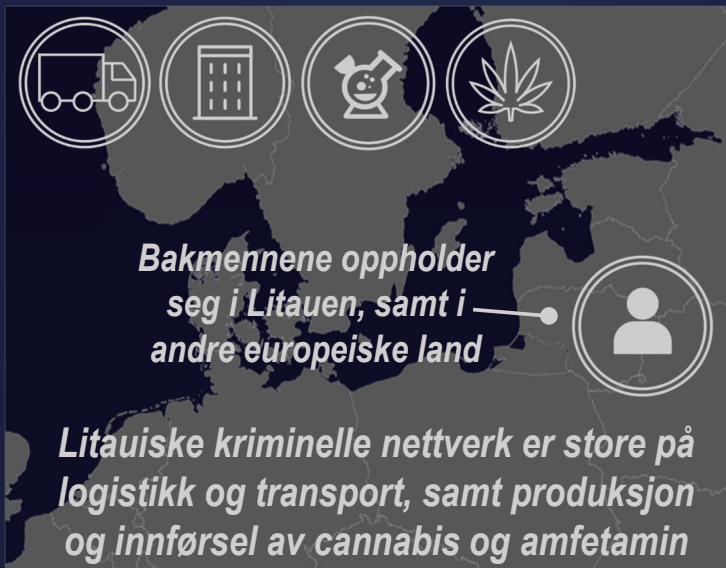 Bakmennene oppholder
seg i Litauen, samt i
andre europeiske land
Litauiske kriminelle nettverk er store på
logistikk og transport, samt produksjon
og innførsel av cannabis og amfetamin